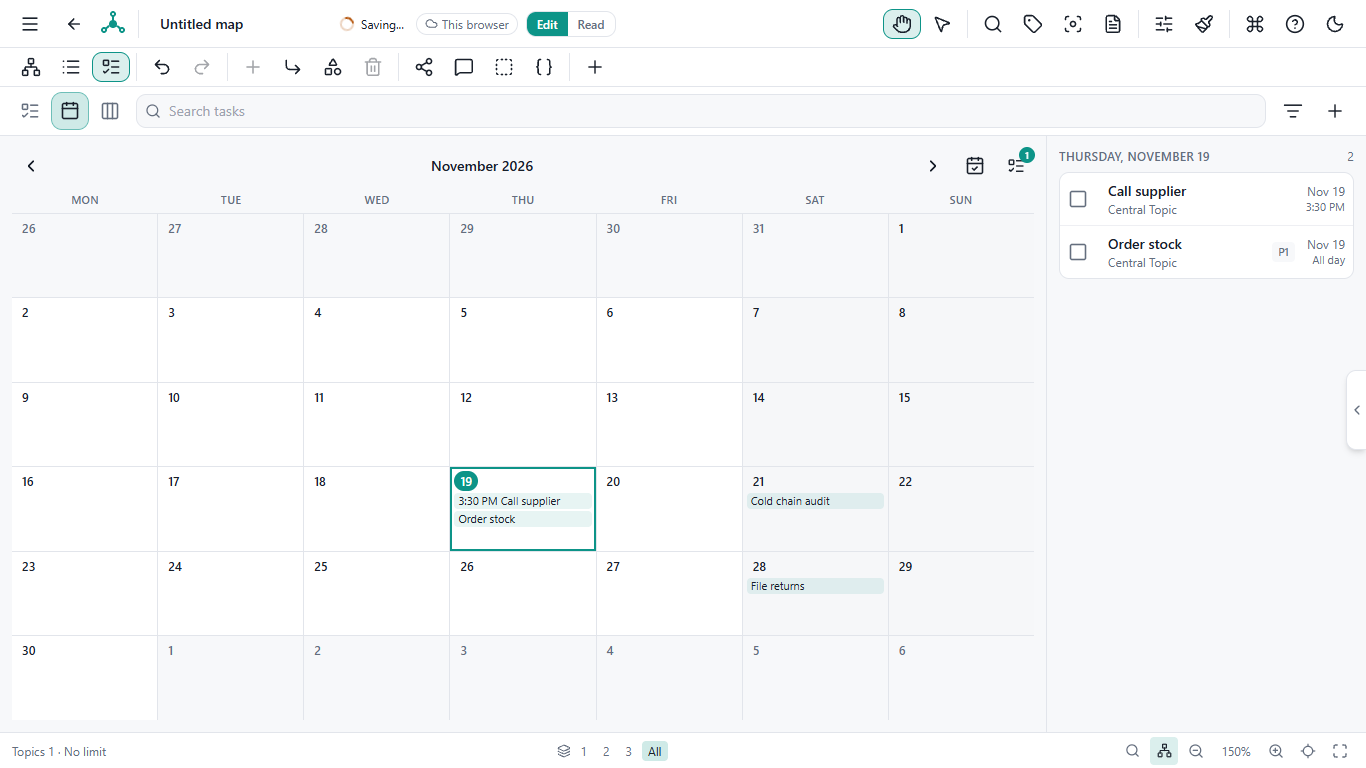 Untitled map
Saving...
This browser
Edit
Read
Search tasks
November 2026
1
THURSDAY, NOVEMBER 19
2
MON TUE WED THU FRI SAT SUN
Call supplier
Central Topic
Nov 19
3:30 PM
Order stock
Central Topic
P1
Nov 19
All day
26 27 28 29 30 31 1
2 3 4 5 6 7 8
9 10 11 12 13 14 15
16 17 18 19 20 21 22
3:30 PM Call supplier
Order stock
Cold chain audit
23 24 25 26 27 28 29
File returns
30 1 2 3 4 5 6
Topics 1 · No limit
1 2 3 All
150%